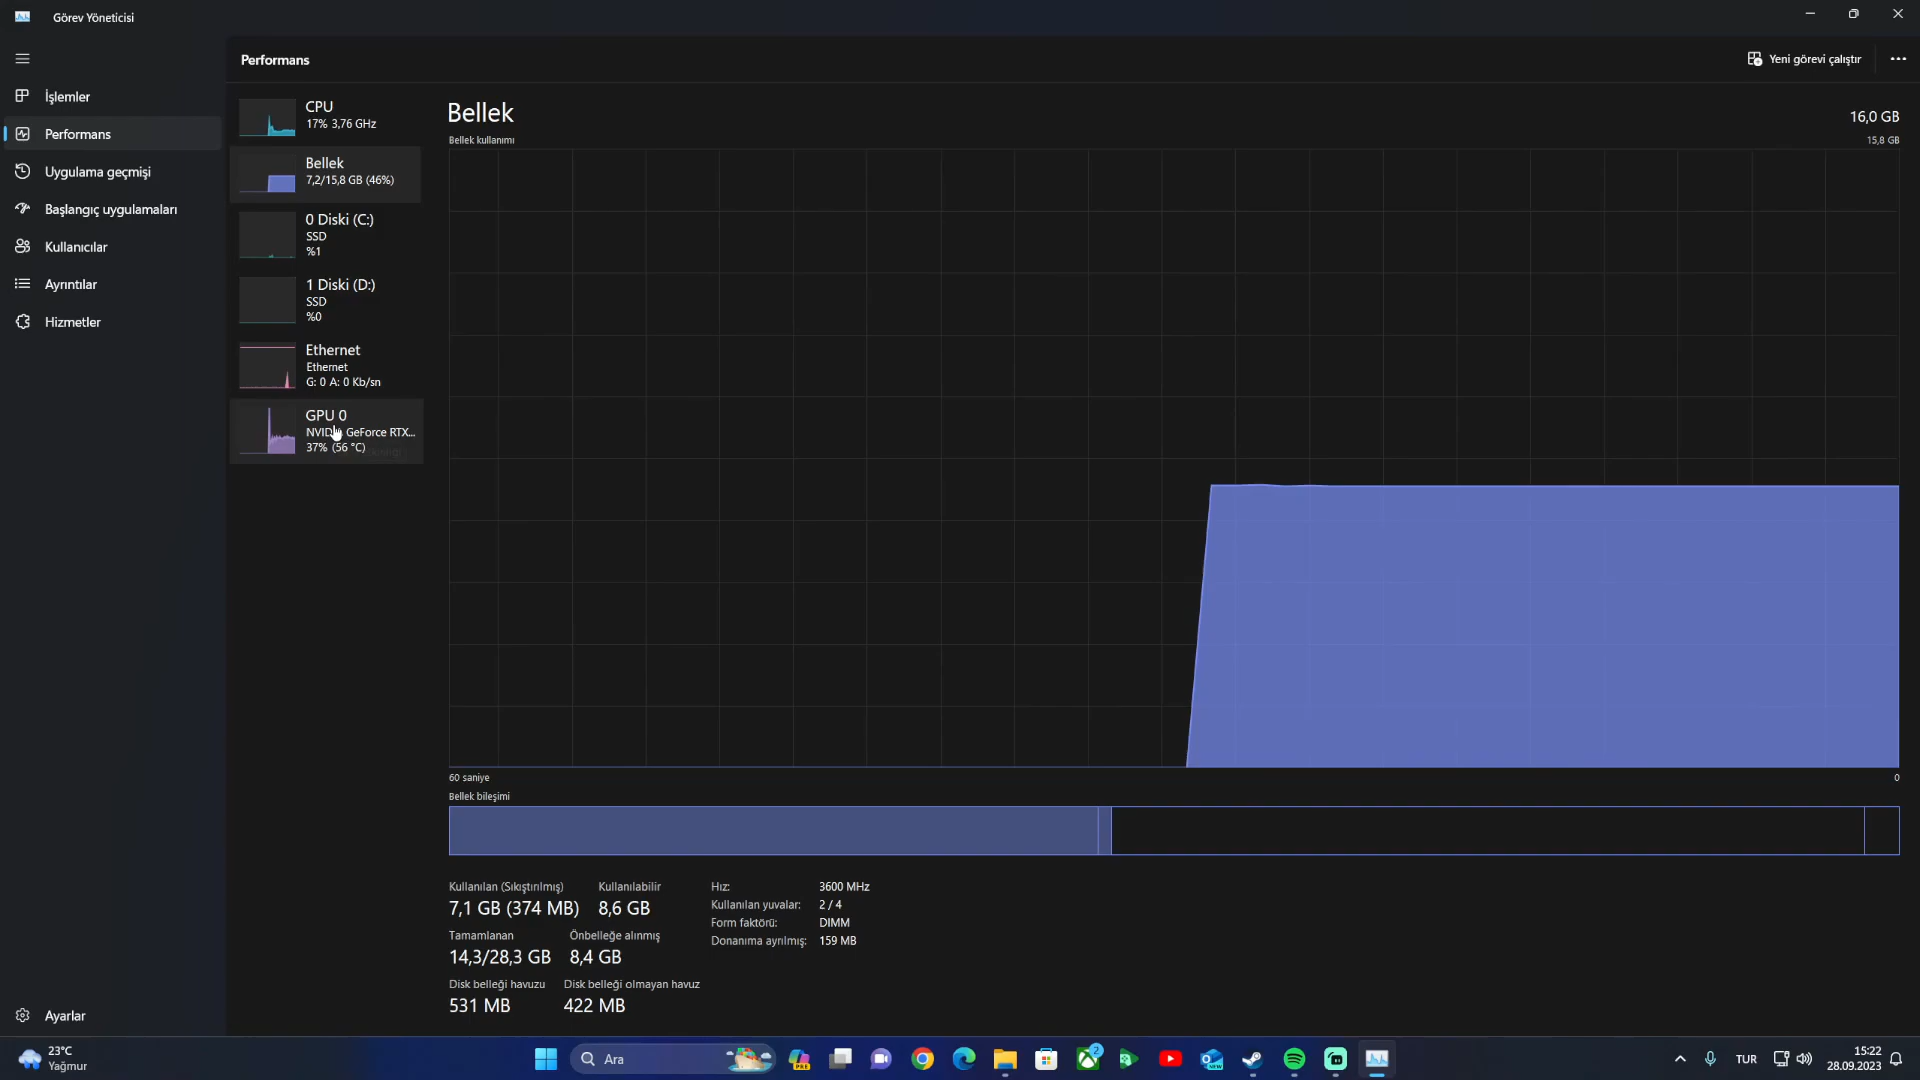 Görev Yöneticisi
Performans
Yeni görevi çalıştır
İşlemler
Performans
Uygulama geçmişi
Başlangıç uygulamaları
Kullanıcılar
Ayrıntılar
Hizmetler
Ayarlar
CPU
17% 3,76 GHz
Bellek
7,2/15,8 GB (46%)
0 Diski (C:)
SSD
%1
1 Diski (D:)
SSD
%0
Ethernet
Ethernet
G: 0 A: 0 Kb/sn
GPU 0
NVIDIA GeForce RTX...
37% (56 °C)
Bellek
16,0 GB
Bellek kullanımı
15,8 GB
60 saniye
0
Bellek bileşimi
Kullanılan (Sıkıştırılmış)
Kullanılabilir
7,1 GB (374 MB)
8,6 GB
Tamamlanan
Önbelleğe alınmış
14,3/28,3 GB
8,4 GB
Disk belleği havuzu
Disk belleği olmayan havuz
531 MB
422 MB
Hız: 3600 MHz
Kullanılan yuvalar: 2 / 4
Form faktörü: DIMM
Donanıma ayrılmış: 159 MB
23°C
Yağmur
Ara
PRE
2
NEW
TUR
15:22
28.09.2023